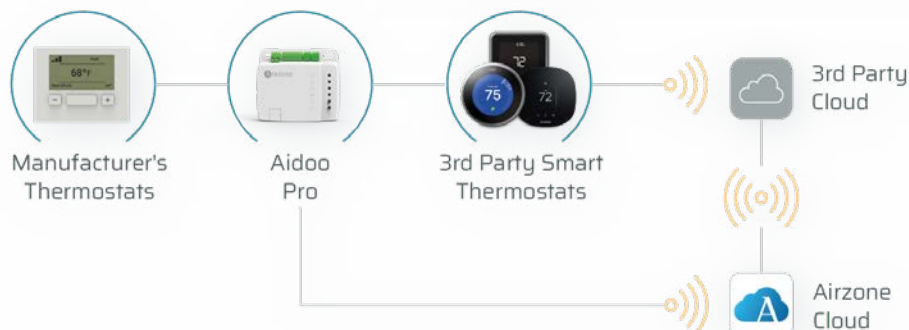 68°F
75
72
72
Manufacturer's
Thermostats
Aidoo
Pro
3rd Party Smart
Thermostats
3rd Party
Cloud
Airzone
Cloud